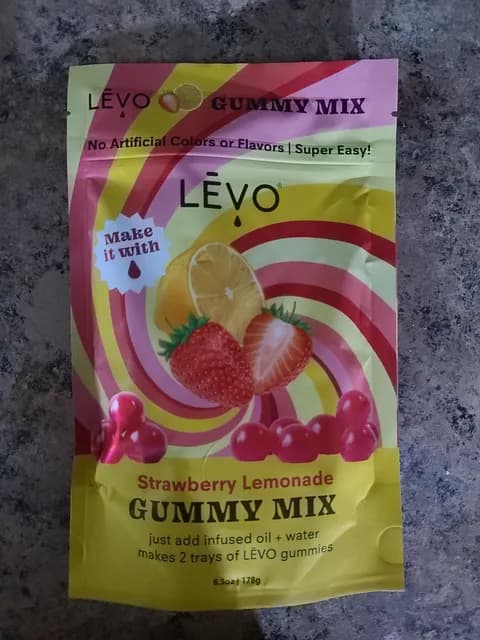 LĒVO GUMMY MIX
No Artificial Colors or Flavors | Super Easy!
LĒVO
Make
it with
Strawberry Lemonade
GUMMY MIX
just add infused oil + water
makes 2 trays of LĒVO gummies
6.3oz / 178g